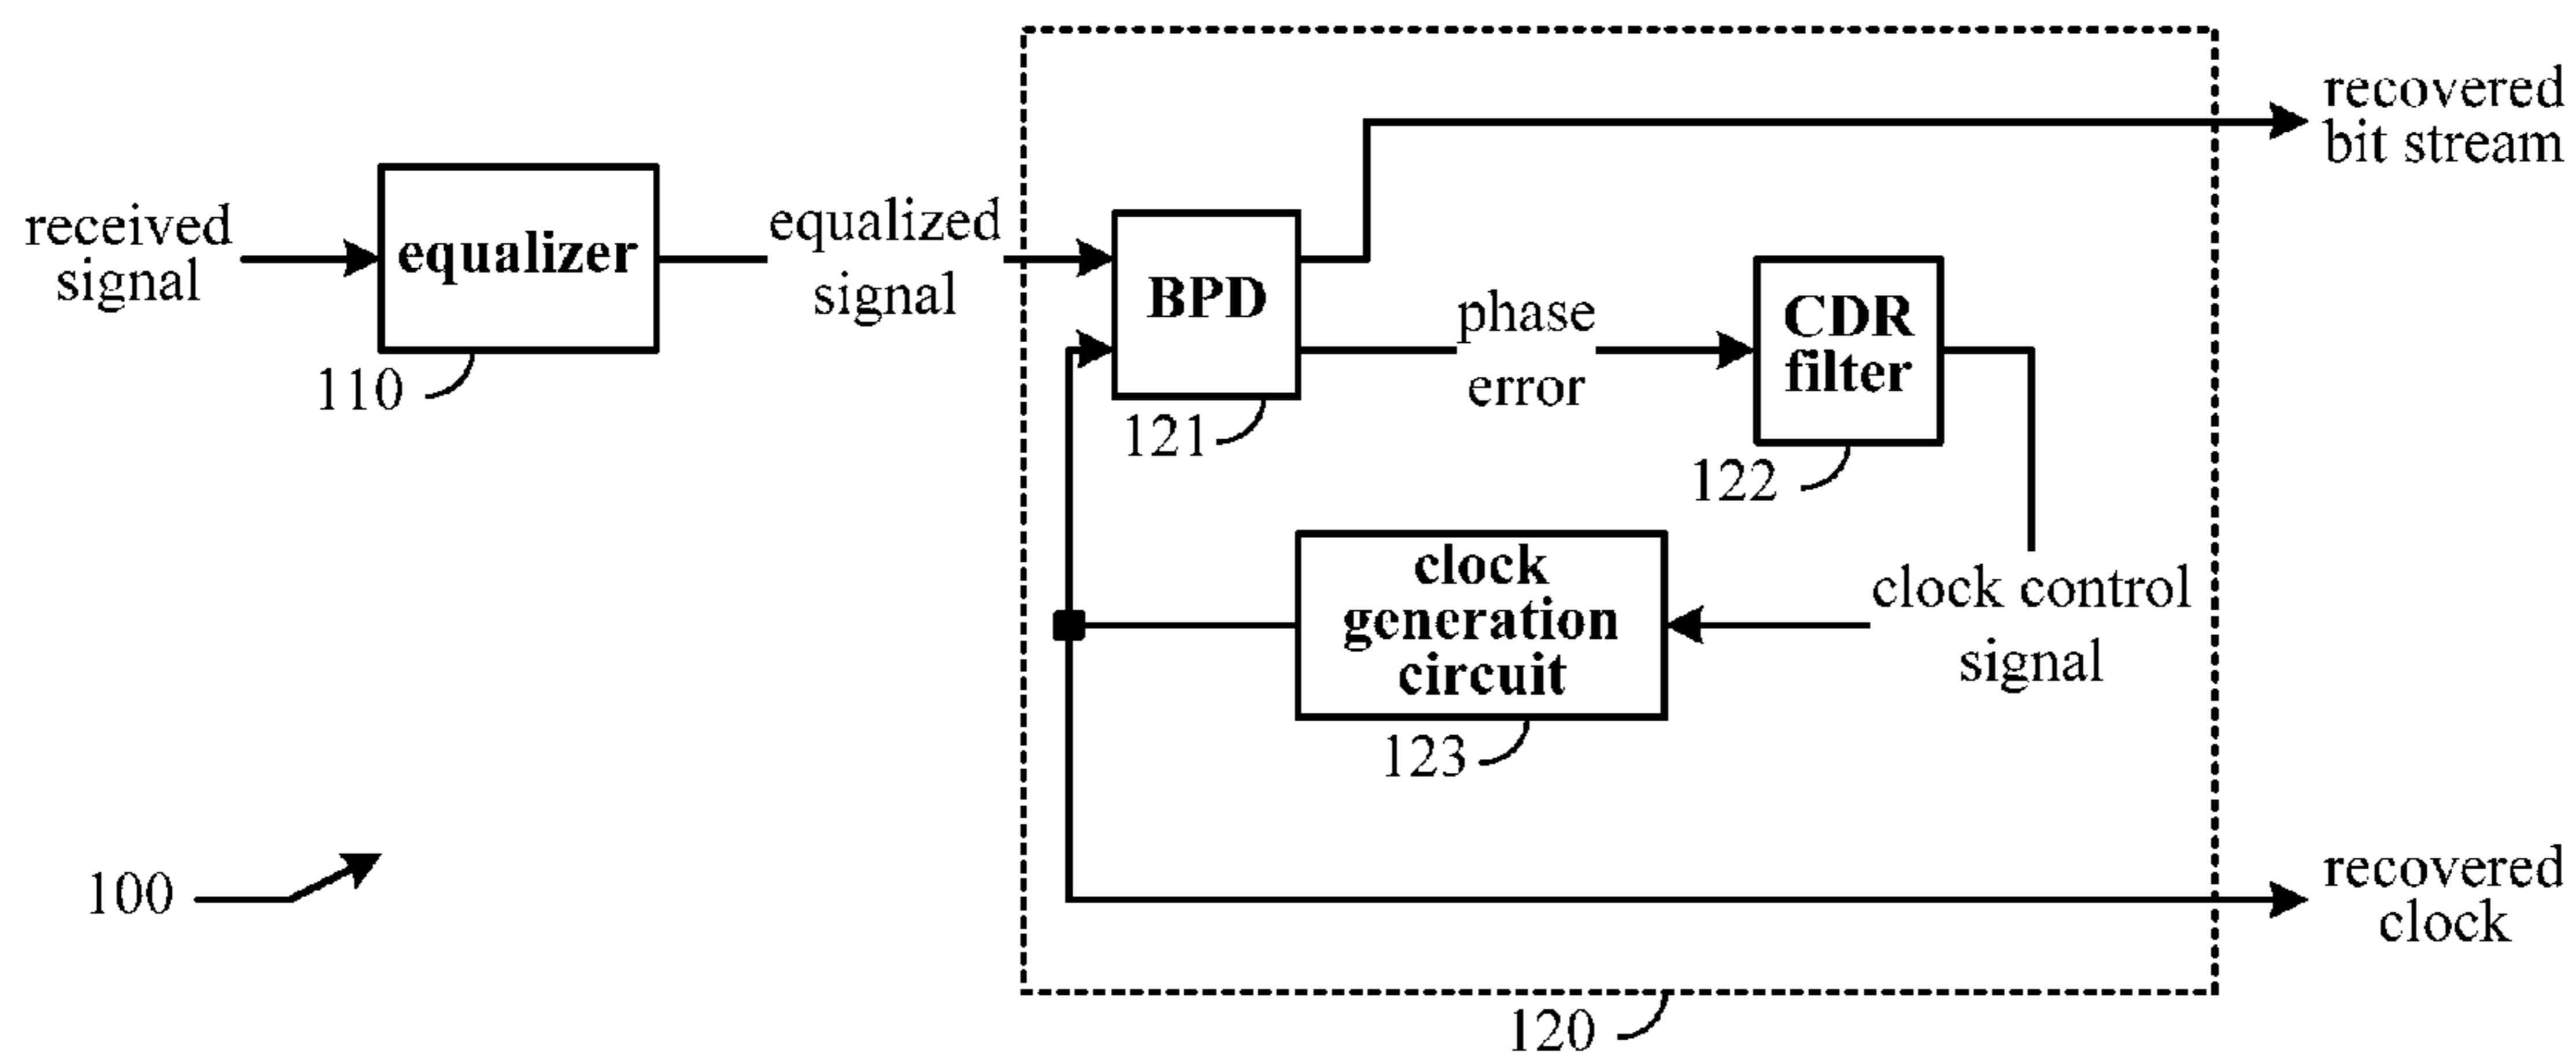 recovered
bit stream
received
signal
equalizer
110
equalized
signal
BPD
121
phase
error
CDR
filter
122
clock
generation
circuit
123
clock control
signal
100
recovered
clock
120